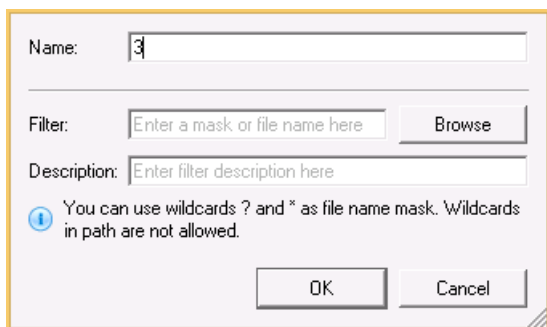 Name: 3
Filter: Enter a mask or file name here Browse
Description: Enter filter description here
You can use wildcards ? and * as file name mask. Wildcards
in path are not allowed.
OK Cancel